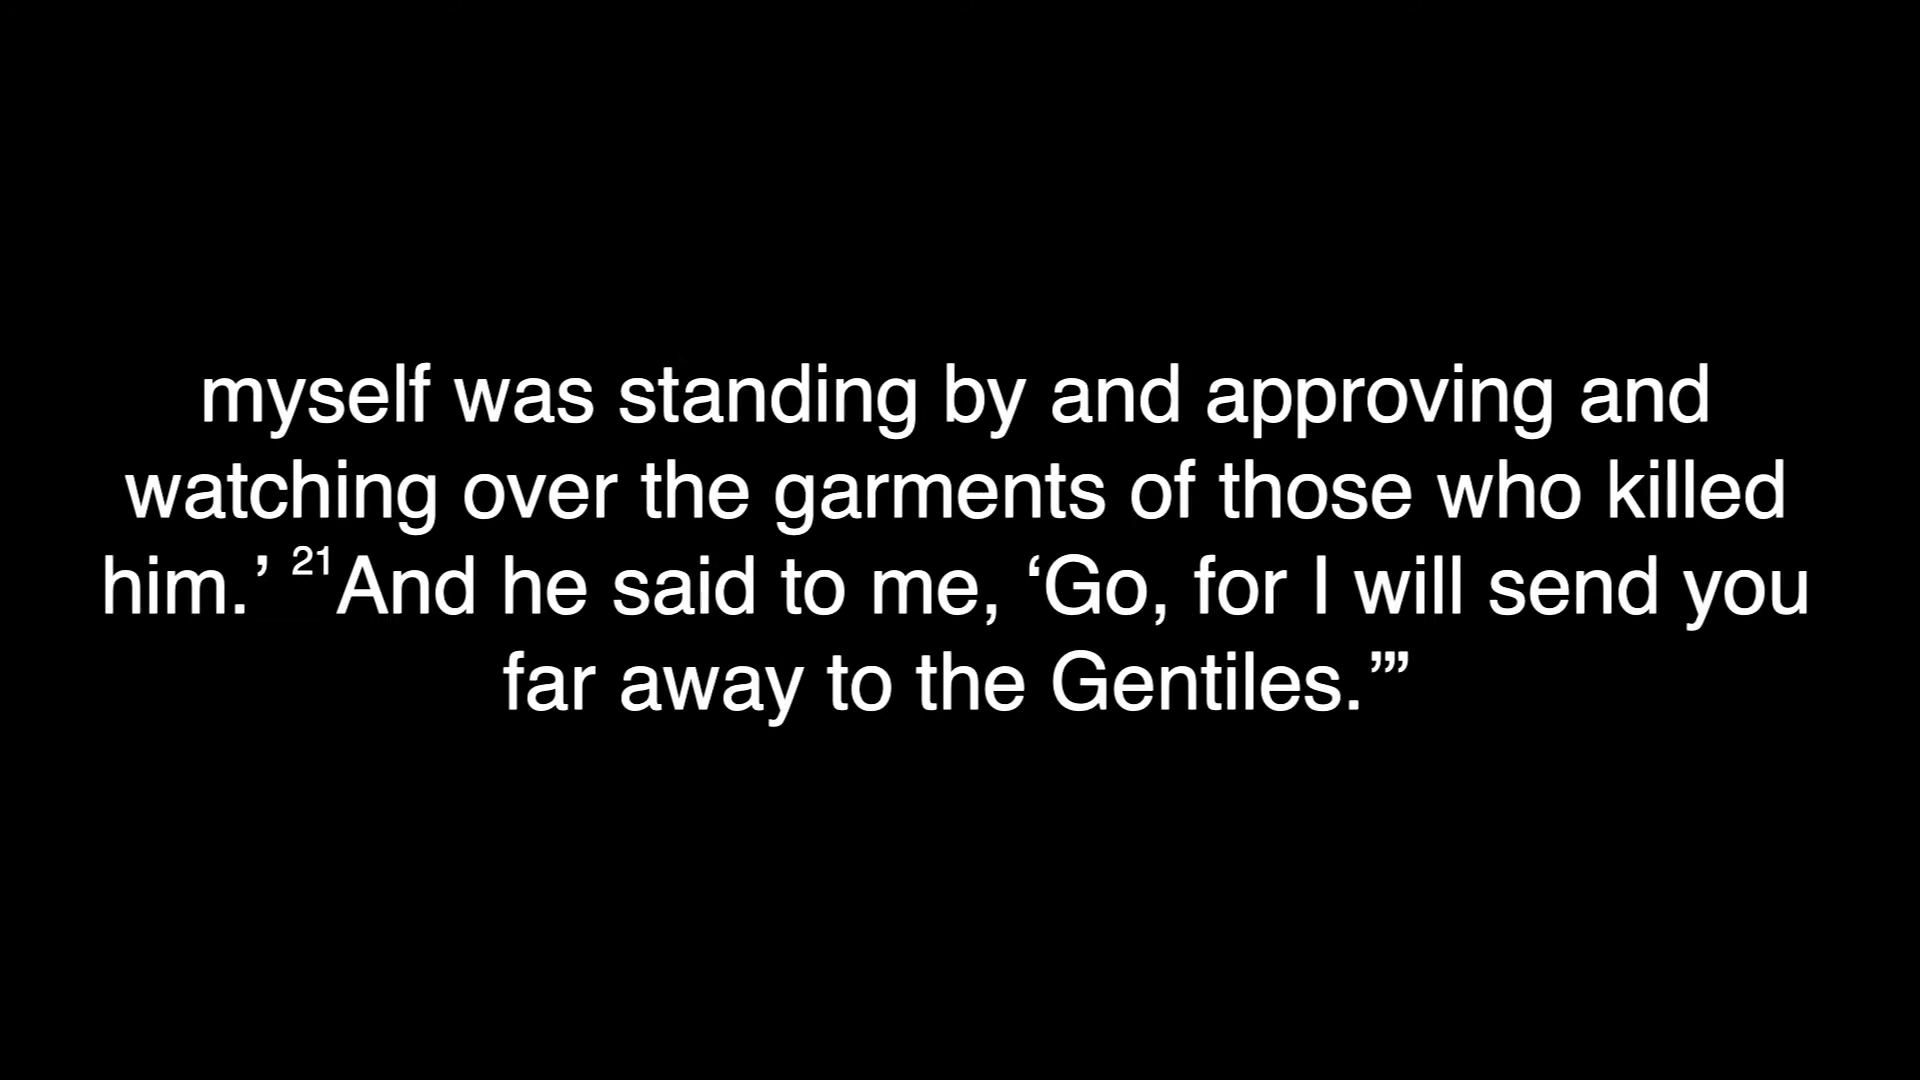 myself was standing by and approving and
watching over the garments of those who killed
him.’ ²¹And he said to me, ‘Go, for I will send you
far away to the Gentiles.’”